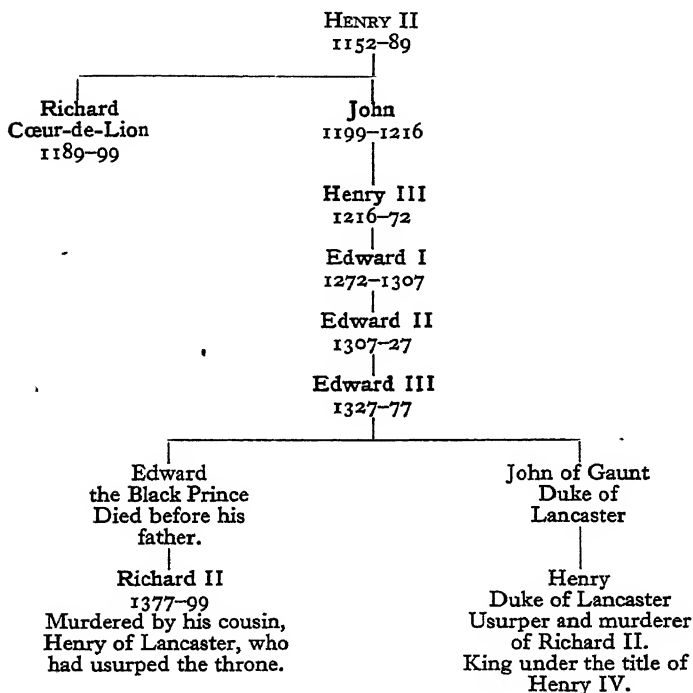 HENRY II
1152–89
Richard
Cœur-de-Lion
1189–99
John
1199–1216
Henry III
1216–72
Edward I
1272–1307
Edward II
1307–27
Edward III
1327–77
Edward
the Black Prince
Died before his
father.
Richard II
1377–99
Murdered by his cousin,
Henry of Lancaster, who
had usurped the throne.
John of Gaunt
Duke of
Lancaster
Henry
Duke of Lancaster
Usurper and murderer
of Richard II.
King under the title of
Henry IV.